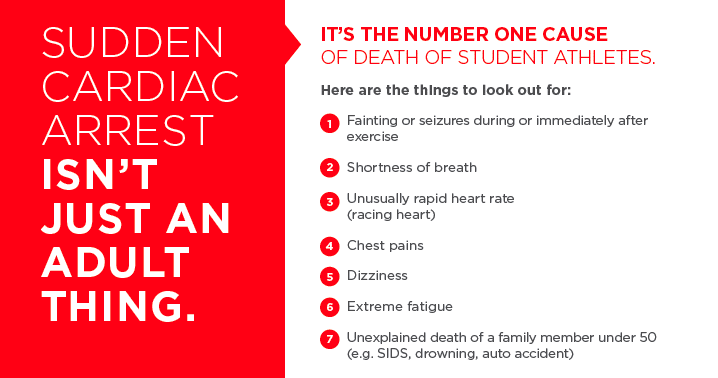 SUDDEN
CARDIAC
ARREST
ISN’T
JUST AN
ADULT
THING.
IT’S THE NUMBER ONE CAUSE
OF DEATH OF STUDENT ATHLETES.
Here are the things to look out for:
1 Fainting or seizures during or immediately after
exercise
2 Shortness of breath
3 Unusually rapid heart rate
(racing heart)
4 Chest pains
5 Dizziness
6 Extreme fatigue
7 Unexplained death of a family member under 50
(e.g. SIDS, drowning, auto accident)